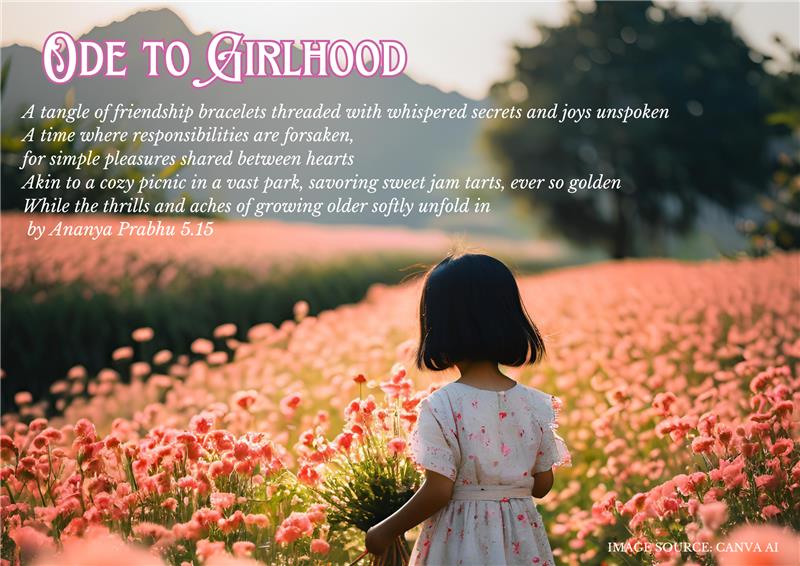 Ode to Girlhood
A tangle of friendship bracelets threaded with whispered secrets and joys unspoken
A time where responsibilities are forsaken,
for simple pleasures shared between hearts
Akin to a cozy picnic in a vast park, savoring sweet jam tarts, ever so golden
While the thrills and aches of growing older softly unfold in
by Ananya Prabhu 5.15
IMAGE SOURCE: CANVA AI